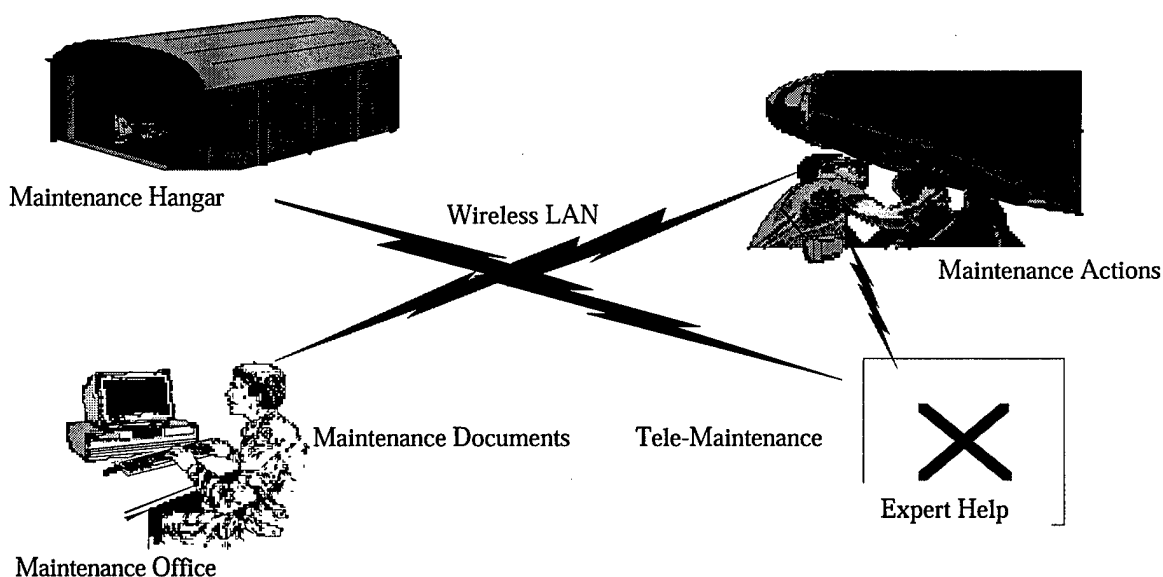 Maintenance Hangar
Wireless LAN
Maintenance Actions
Maintenance Documents
Tele-Maintenance
Expert Help
Maintenance Office